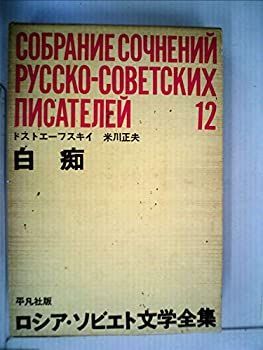 СОБРАНИЕ СОЧНЕНИЙ
РУССКО-СОВЕТСКИХ
ПИСАТЕЛЕЙ 12
ドストエーフスキイ 米川正夫
白痴
平凡社版
ロシア・ソビエト文学全集